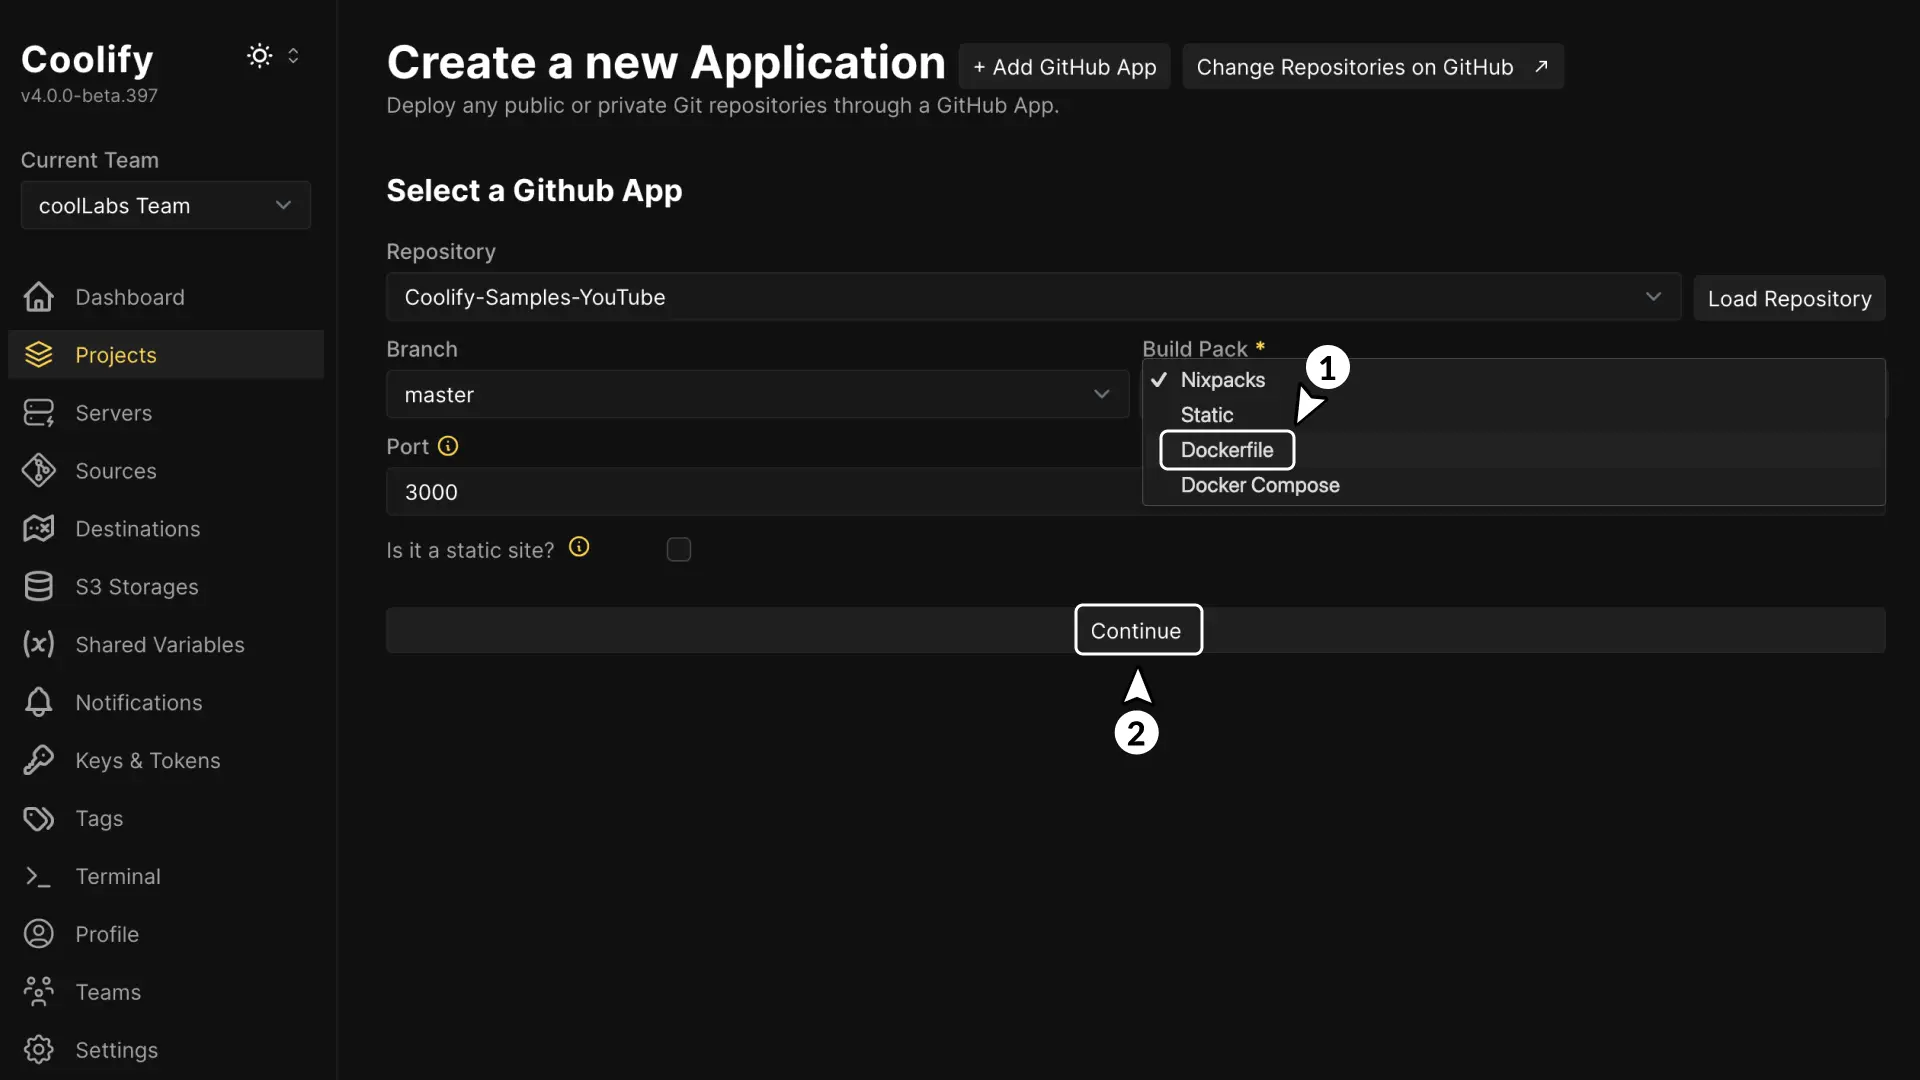 Coolify
v4.0.0-beta.397
Current Team
coolLabs Team
Dashboard
Projects
Servers
Sources
Destinations
S3 Storages
Shared Variables
Notifications
Keys & Tokens
Tags
Terminal
Profile
Teams
Settings
Create a new Application
+ Add GitHub App
Change Repositories on GitHub
Deploy any public or private Git repositories through a GitHub App.
Select a Github App
Repository
Coolify-Samples-YouTube
Load Repository
Branch
master
Build Pack *
Nixpacks
Static
Dockerfile
Docker Compose
1
Port
3000
Is it a static site?
Continue
2